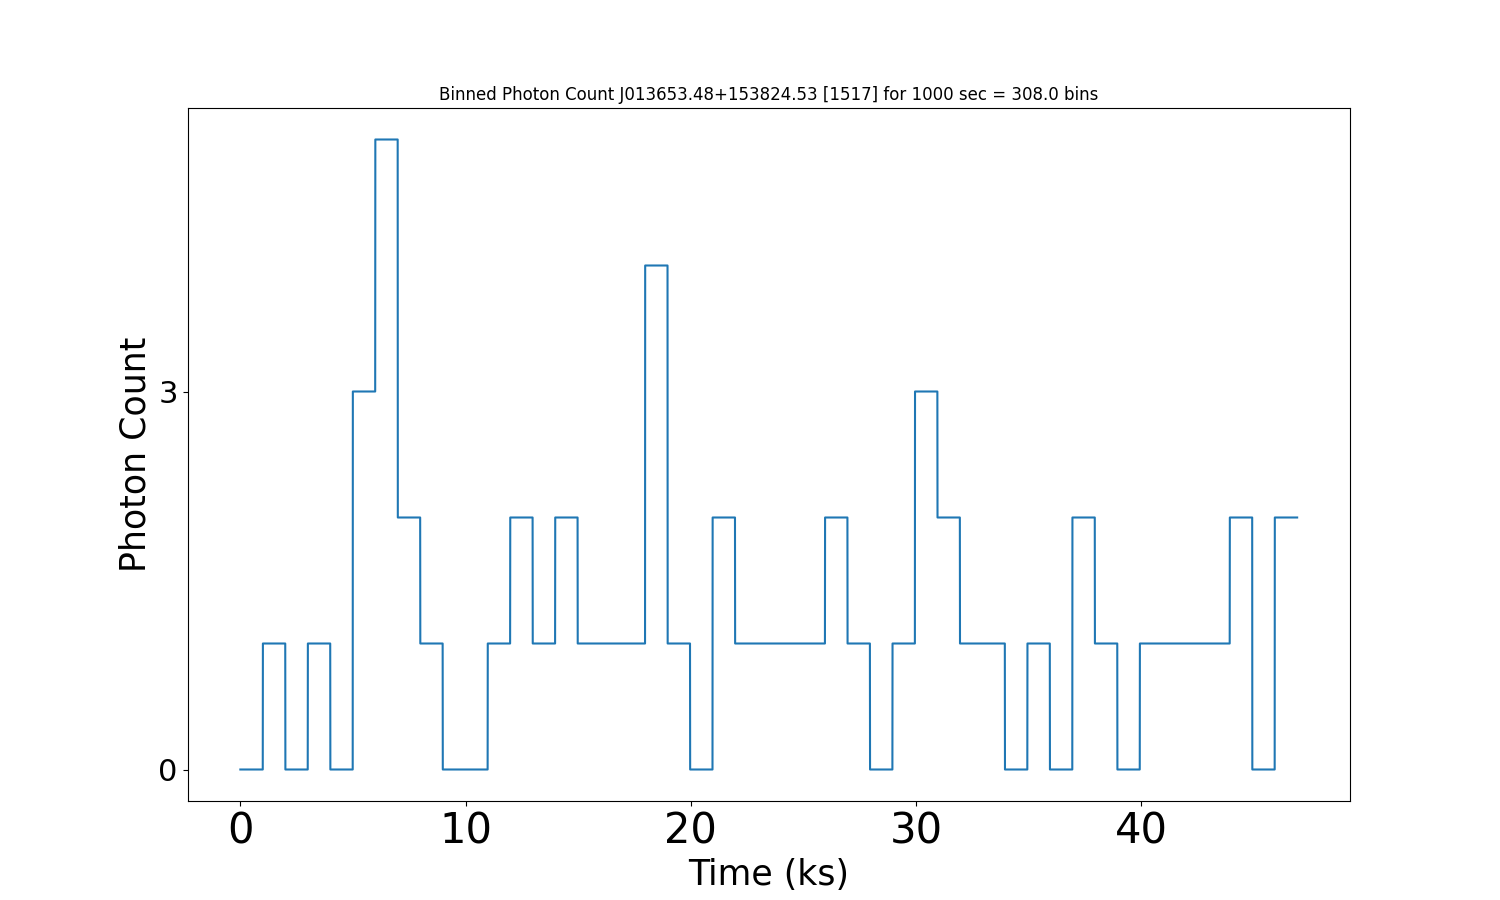 Binned Photon Count J013653.48+153824.53 [1517] for 1000 sec = 308.0 bins
Photon Count
3
0
0 10 20 30 40
Time (ks)